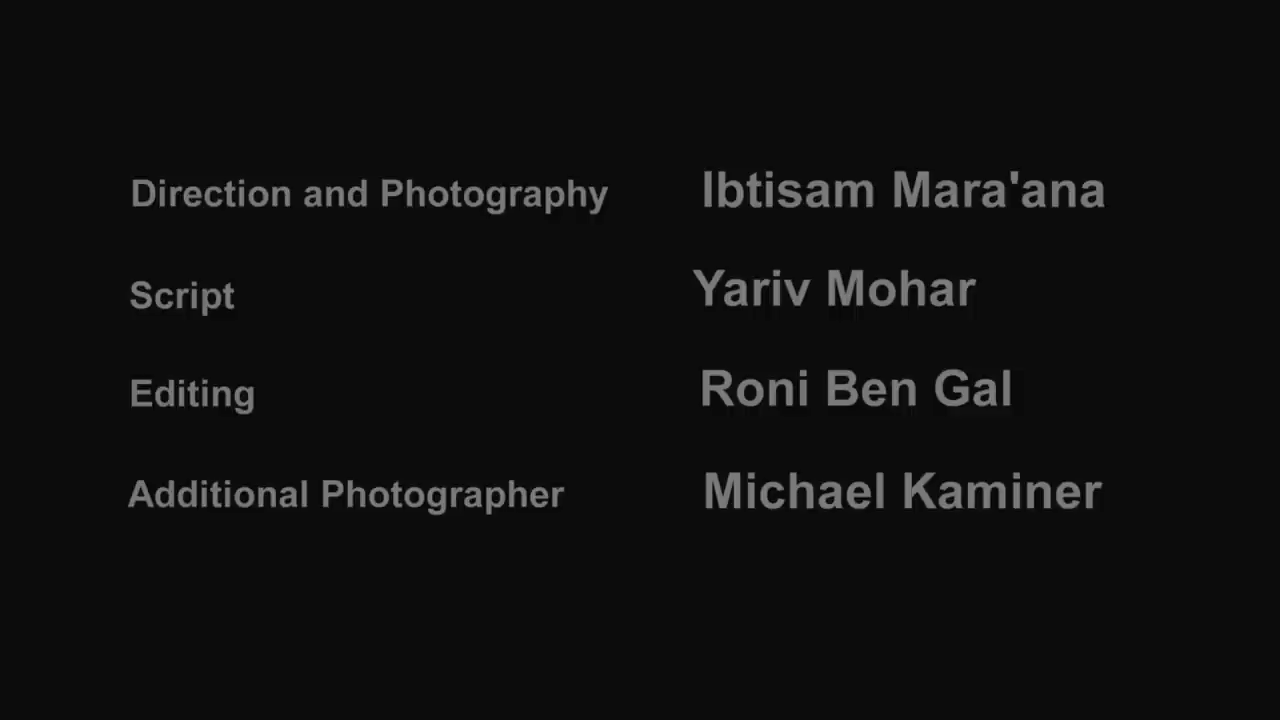 Direction and Photography Ibtisam Mara'ana
Script Yariv Mohar
Editing Roni Ben Gal
Additional Photographer Michael Kaminer